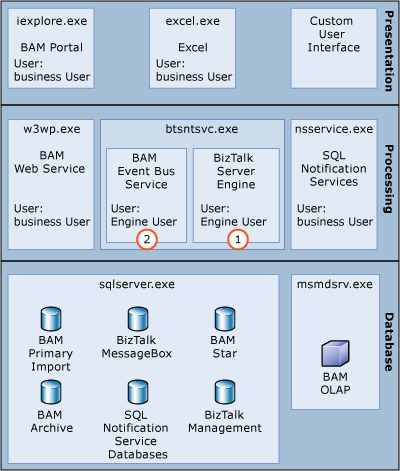 iexplore.exe
BAM Portal
User:
business User
excel.exe
Excel
User:
business User
Custom
User
Interface
Presentation
w3wp.exe
BAM
Web Service
User:
business User
btsntsvc.exe
BAM
Event Bus
Service
User:
Engine User
2
BizTalk
Server
Engine
User:
Engine User
1
nsservice.exe
SQL
Notification
Services
User:
business User
Processing
sqlserver.exe
BAM
Primary
Import
BizTalk
MessageBox
BAM
Star
BAM
Archive
SQL
Notification
Service
Databases
BizTalk
Management
msmdsrv.exe
BAM
OLAP
Database